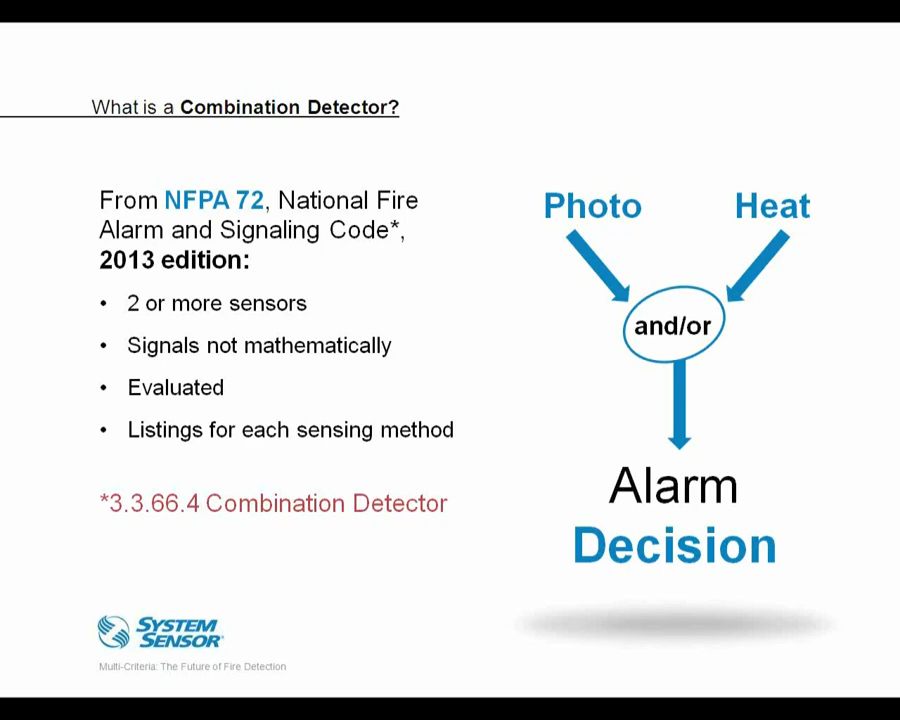 What is a Combination Detector?
From NFPA 72, National Fire
Alarm and Signaling Code*,
2013 edition:
• 2 or more sensors
• Signals not mathematically
• Evaluated
• Listings for each sensing method
*3.3.66.4 Combination Detector
Photo Heat
and/or
Alarm
Decision
SYSTEM
SENSOR
Multi-Criteria: The Future of Fire Detection